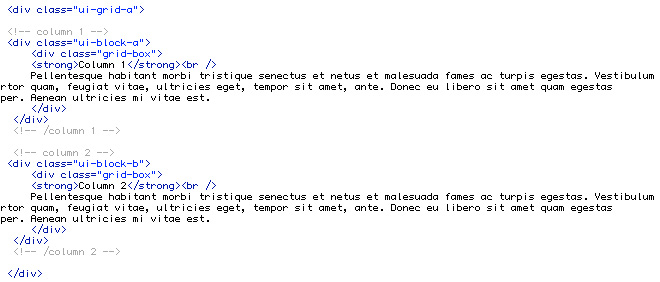 <div class="ui-grid-a">
<!-- column 1 -->
<div class="ui-block-a">
<div class="grid-box">
<strong>Column 1</strong><br />
Pellentesque habitant morbi tristique senectus et netus et malesuada fames ac turpis egestas. Vestibulum
rtor quam, feugiat vitae, ultricies eget, tempor sit amet, ante. Donec eu libero sit amet quam egestas
per. Aenean ultricies mi vitae est.
</div>
</div>
<!-- /column 1 -->
<!-- column 2 -->
<div class="ui-block-b">
<div class="grid-box">
<strong>Column 2</strong><br />
Pellentesque habitant morbi tristique senectus et netus et malesuada fames ac turpis egestas. Vestibulum
rtor quam, feugiat vitae, ultricies eget, tempor sit amet, ante. Donec eu libero sit amet quam egestas
per. Aenean ultricies mi vitae est.
</div>
</div>
<!-- /column 2 -->
</div>